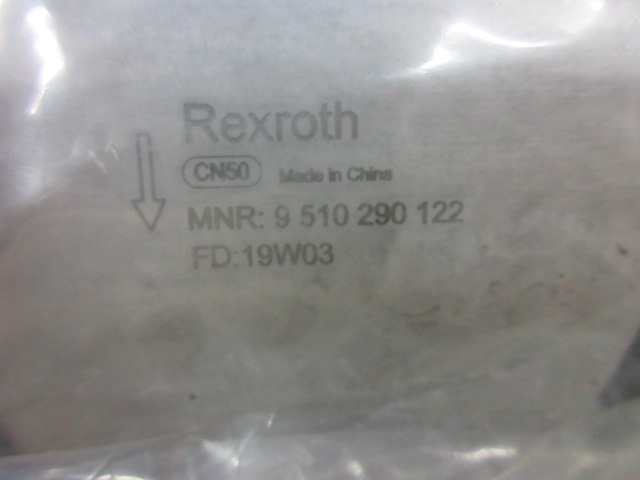 Rexroth
CN50 Made in China
MNR: 9 510 290 122
FD:19W03